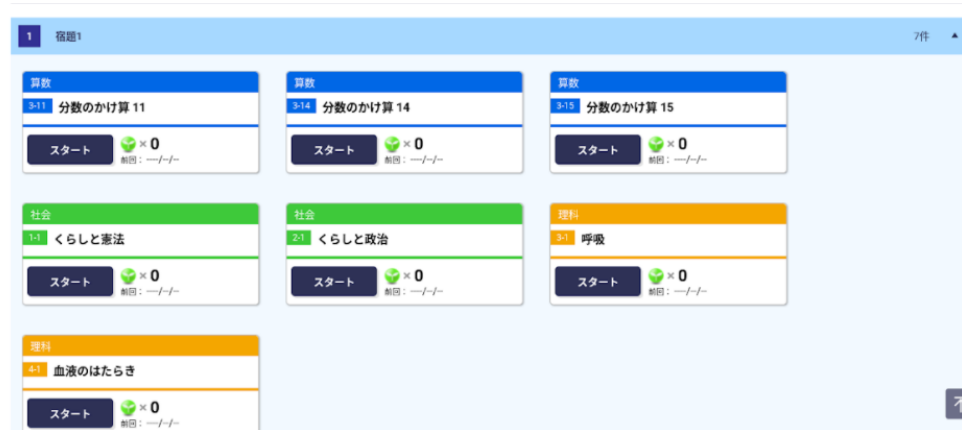 1 宿題1 7件 ▲
算数 算数 算数
3-11 分数のかけ算 11 3-14 分数のかけ算 14 3-15 分数のかけ算 15
スタート × 0 スタート × 0 スタート × 0
前回：----/--/-- 前回：----/--/-- 前回：----/--/--
社会 社会 理科
1-1 くらしと憲法 2-1 くらしと政治 3-1 呼吸
スタート × 0 スタート × 0 スタート × 0
前回：----/--/-- 前回：----/--/-- 前回：----/--/--
理科
4-1 血液のはたらき
スタート × 0
前回：----/--/--